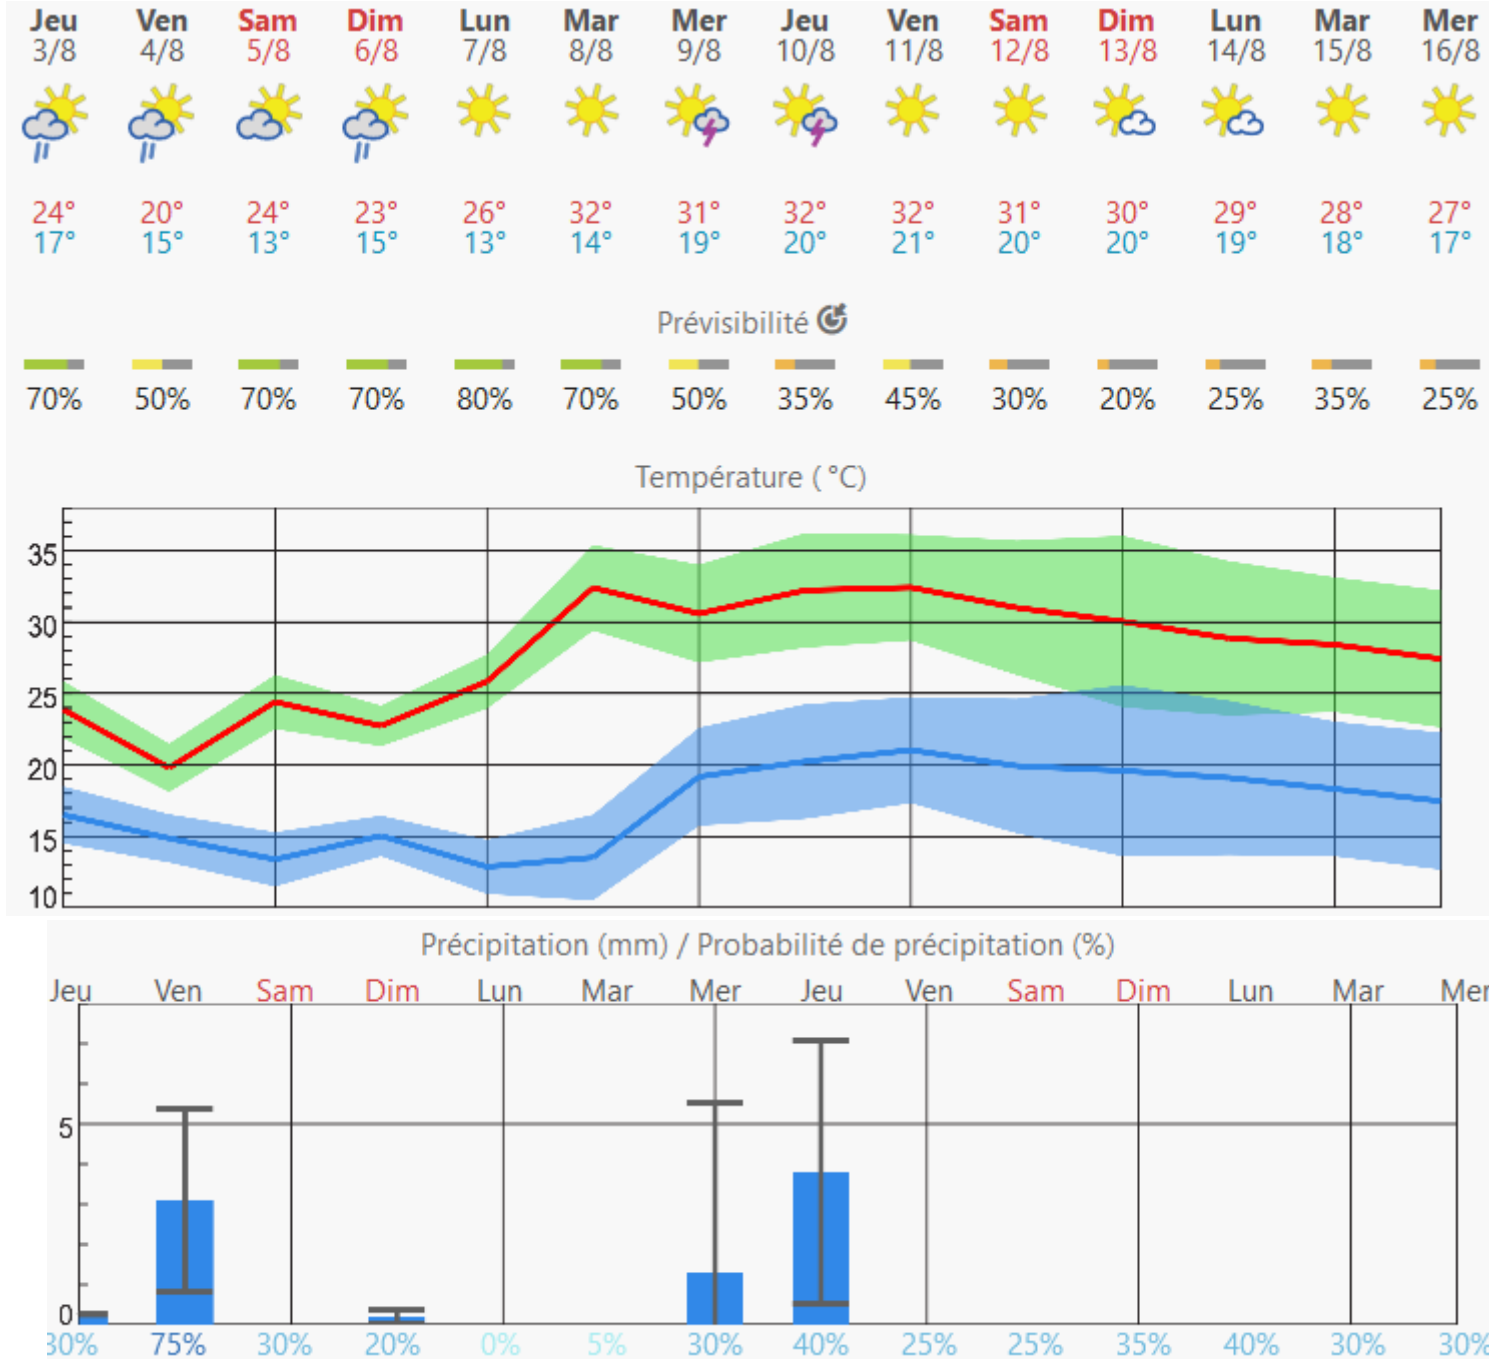 Jeu Ven Sam Dim Lun Mar Mer Jeu Ven Sam Dim Lun Mar Mer
3/8 4/8 5/8 6/8 7/8 8/8 9/8 10/8 11/8 12/8 13/8 14/8 15/8 16/8
24° 20° 24° 23° 26° 32° 31° 32° 32° 31° 30° 29° 28° 27°
17° 15° 13° 15° 13° 14° 19° 20° 21° 20° 20° 19° 18° 17°
Prévisibilité
70% 50% 70% 70% 80% 70% 50% 35% 45% 30% 20% 25% 35% 25%
Température (°C)
35
30
25
20
15
10
Précipitation (mm) / Probabilité de précipitation (%)
Jeu Ven Sam Dim Lun Mar Mer Jeu Ven Sam Dim Lun Mar Mer
5
0
30% 75% 30% 20% 0% 5% 30% 40% 25% 25% 35% 40% 30% 30%